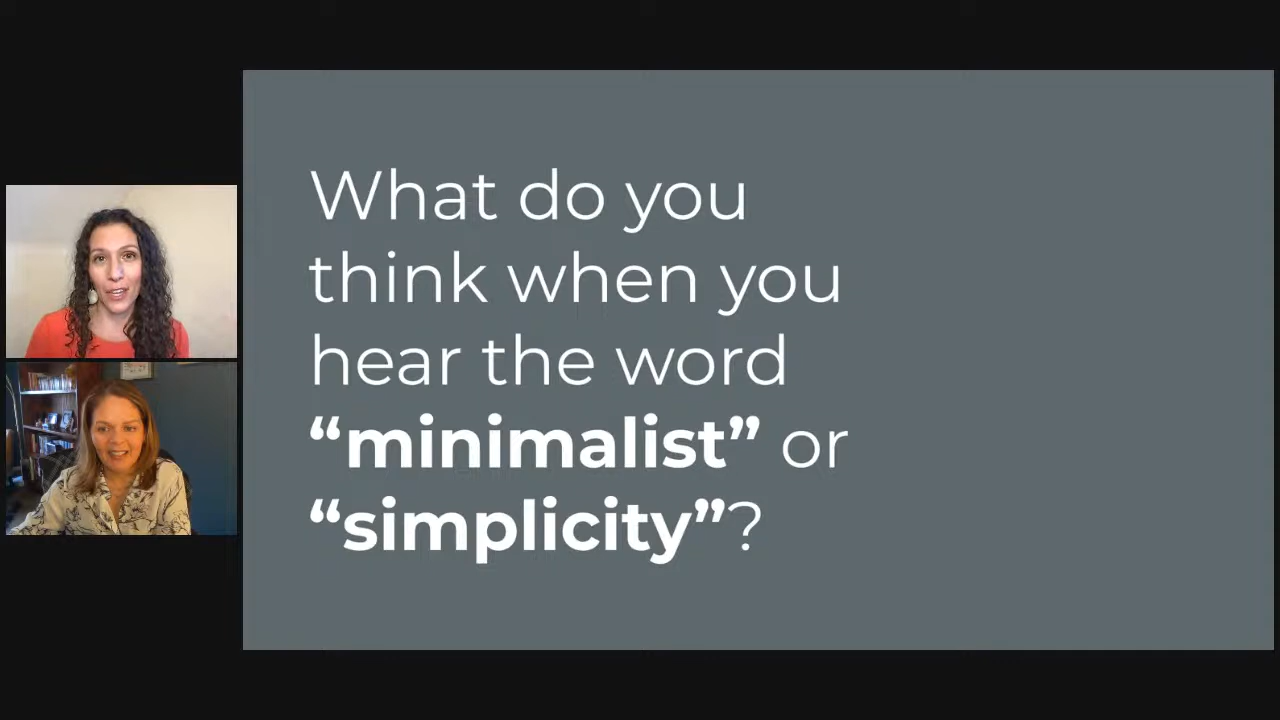 What do you
think when you
hear the word
“minimalist” or
“simplicity”?